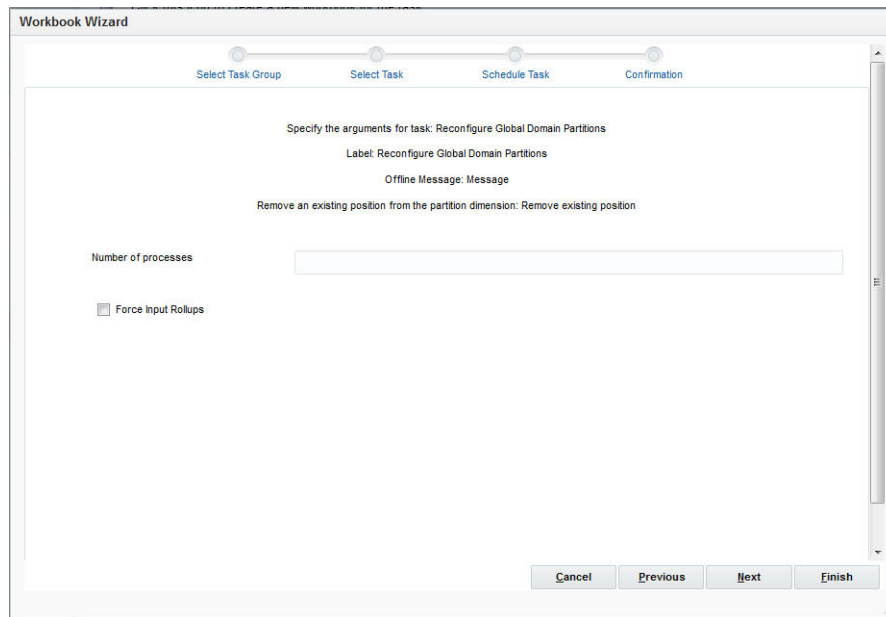 Workbook Wizard
Select Task Group
Select Task
Schedule Task
Confirmation
Specify the arguments for task: Reconfigure Global Domain Partitions
Label: Reconfigure Global Domain Partitions
Offline Message: Message
Remove an existing position from the partition dimension: Remove existing position
Number of processes
Force Input Rollups
Cancel
Previous
Next
Finish